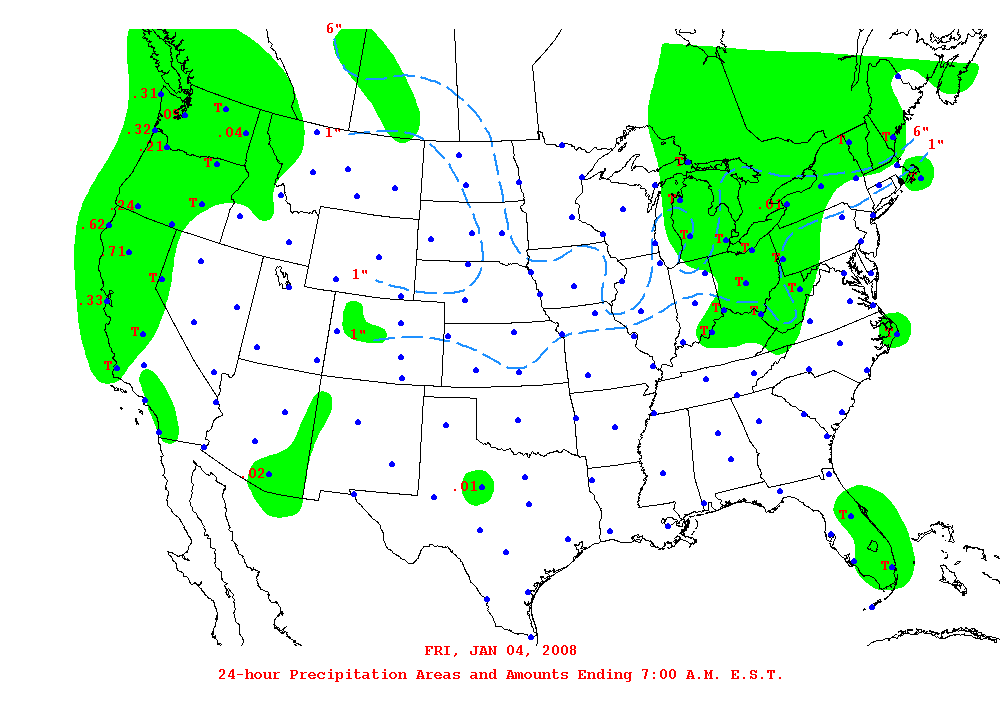 6"
.31
.05 T
.32 .04 1" 6"
.21 T T 1"
T T T
.24 T T .01
.62 T T T
.71 T T
T 1" T T
.33 T T
T 1" T T
T
.02 .01
T
T
FRI, JAN 04, 2008
24-hour Precipitation Areas and Amounts Ending 7:00 A.M. E.S.T.